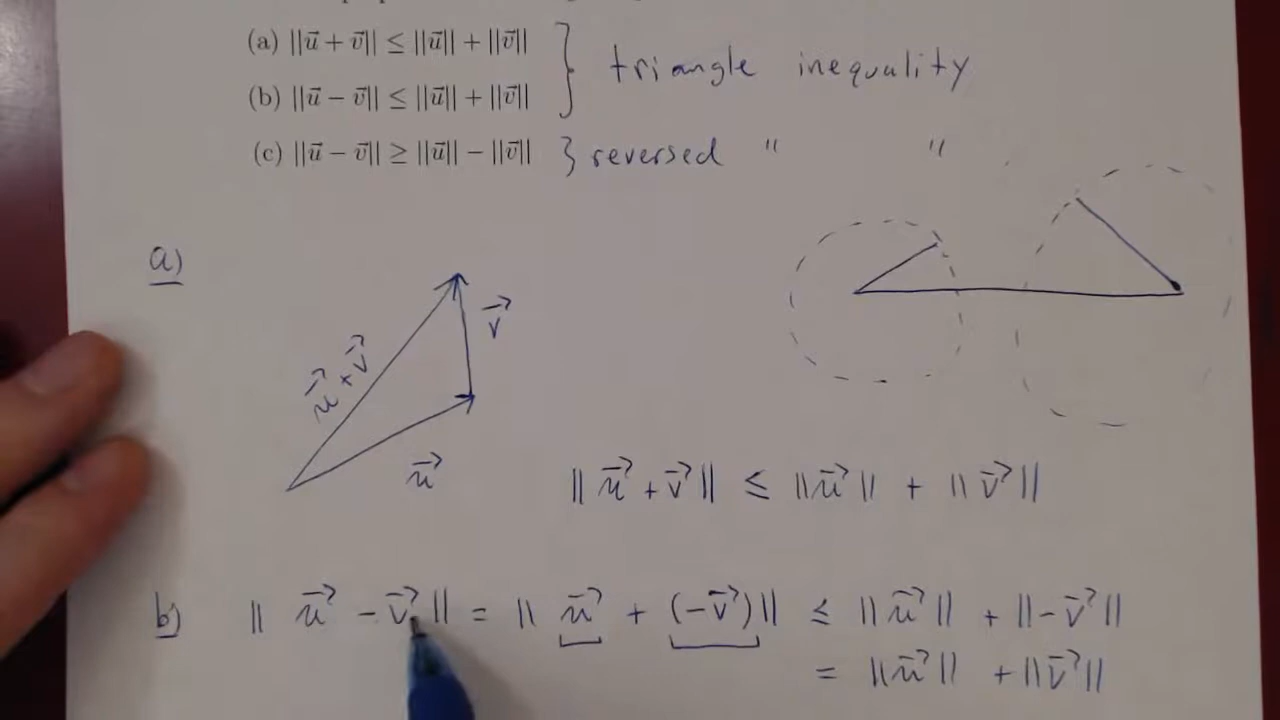 (a) ||u⃗ + v⃗|| ≤ ||u⃗|| + ||v⃗|| } triangle inequality
(b) ||u⃗ − v⃗|| ≤ ||u⃗|| + ||v⃗||
(c) ||u⃗ − v⃗|| ≥ ||u⃗|| − ||v⃗|| } reversed " "
a)
u⃗ + v⃗
v⃗
u⃗
|| u⃗ + v⃗ || ≤ || u⃗ || + || v⃗ ||
b) || u⃗ − v⃗ || = || u⃗ + (−v⃗) || ≤ || u⃗ || + || −v⃗ ||
= || u⃗ || + || v⃗ ||